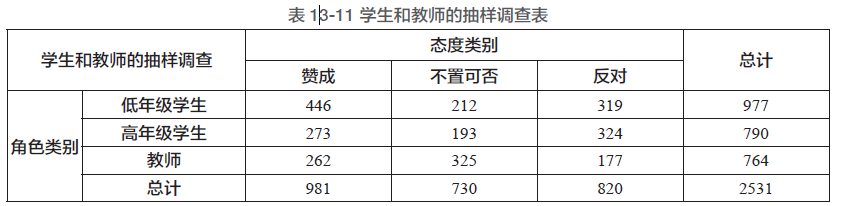 表 13-11 学生和教师的抽样调查表
学生和教师的抽样调查 态度类别 总计
赞成 不置可否 反对
角色类别 低年级学生 446 212 319 977
高年级学生 273 193 324 790
教师 262 325 177 764
总计 981 730 820 2531